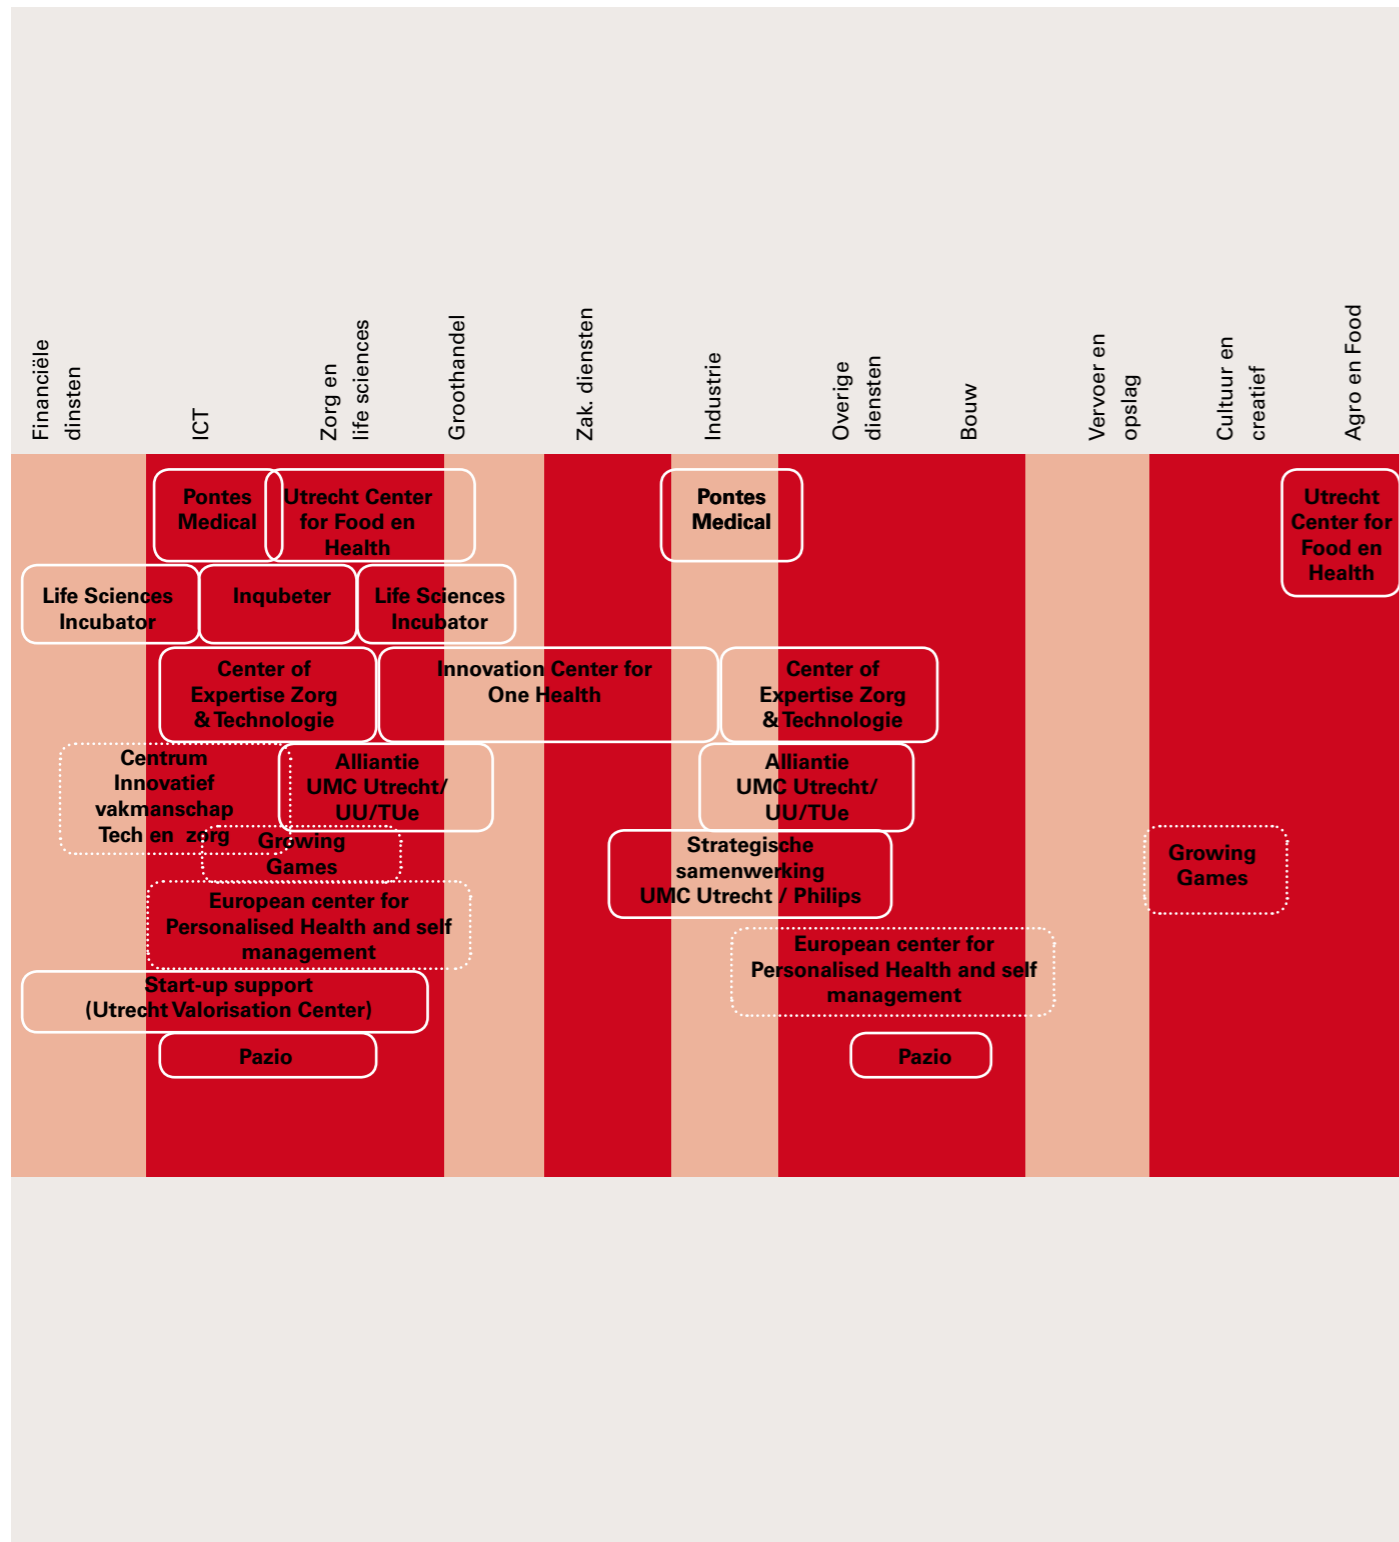 Financiële
dinsten
ICT
Zorg en
life sciences
Groothandel
Zak. diensten
Industrie
Overige
diensten
Bouw
Vervoer en
opslag
Cultuur en
creatief
Agro en Food
Pontes
Medical
Utrecht Center
for Food en
Health
Pontes
Medical
Utrecht
Center for
Food en
Health
Life Sciences
Incubator
Inqubeter
Life Sciences
Incubator
Center of
Expertise Zorg
& Technologie
Innovation Center for
One Health
Center of
Expertise Zorg
& Technologie
Centrum
Innovatief
vakmanschap
Tech en zorg
Alliantie
UMC Utrecht/
UU/TUe
Alliantie
UMC Utrecht/
UU/TUe
Growing
Games
Strategische
samenwerking
UMC Utrecht / Philips
Growing
Games
European center for
Personalised Health and self
management
European center for
Personalised Health and self
management
Start-up support
(Utrecht Valorisation Center)
Pazio
Pazio